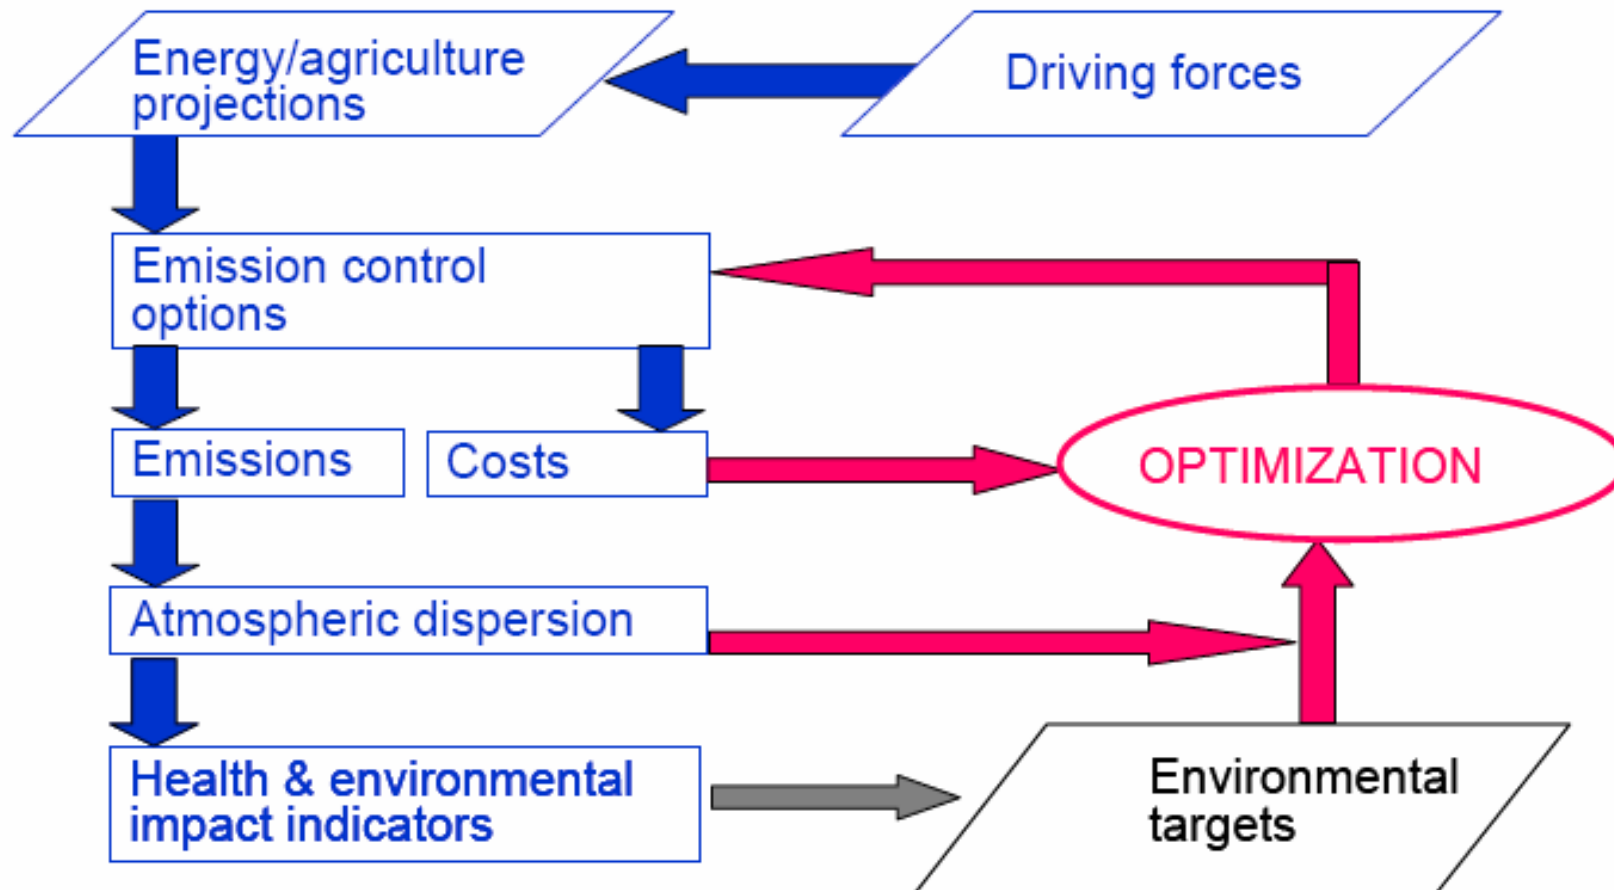 Energy/agriculture
projections
Driving forces
Emission control
options
Emissions
Costs
OPTIMIZATION
Atmospheric dispersion
Health & environmental
impact indicators
Environmental
targets